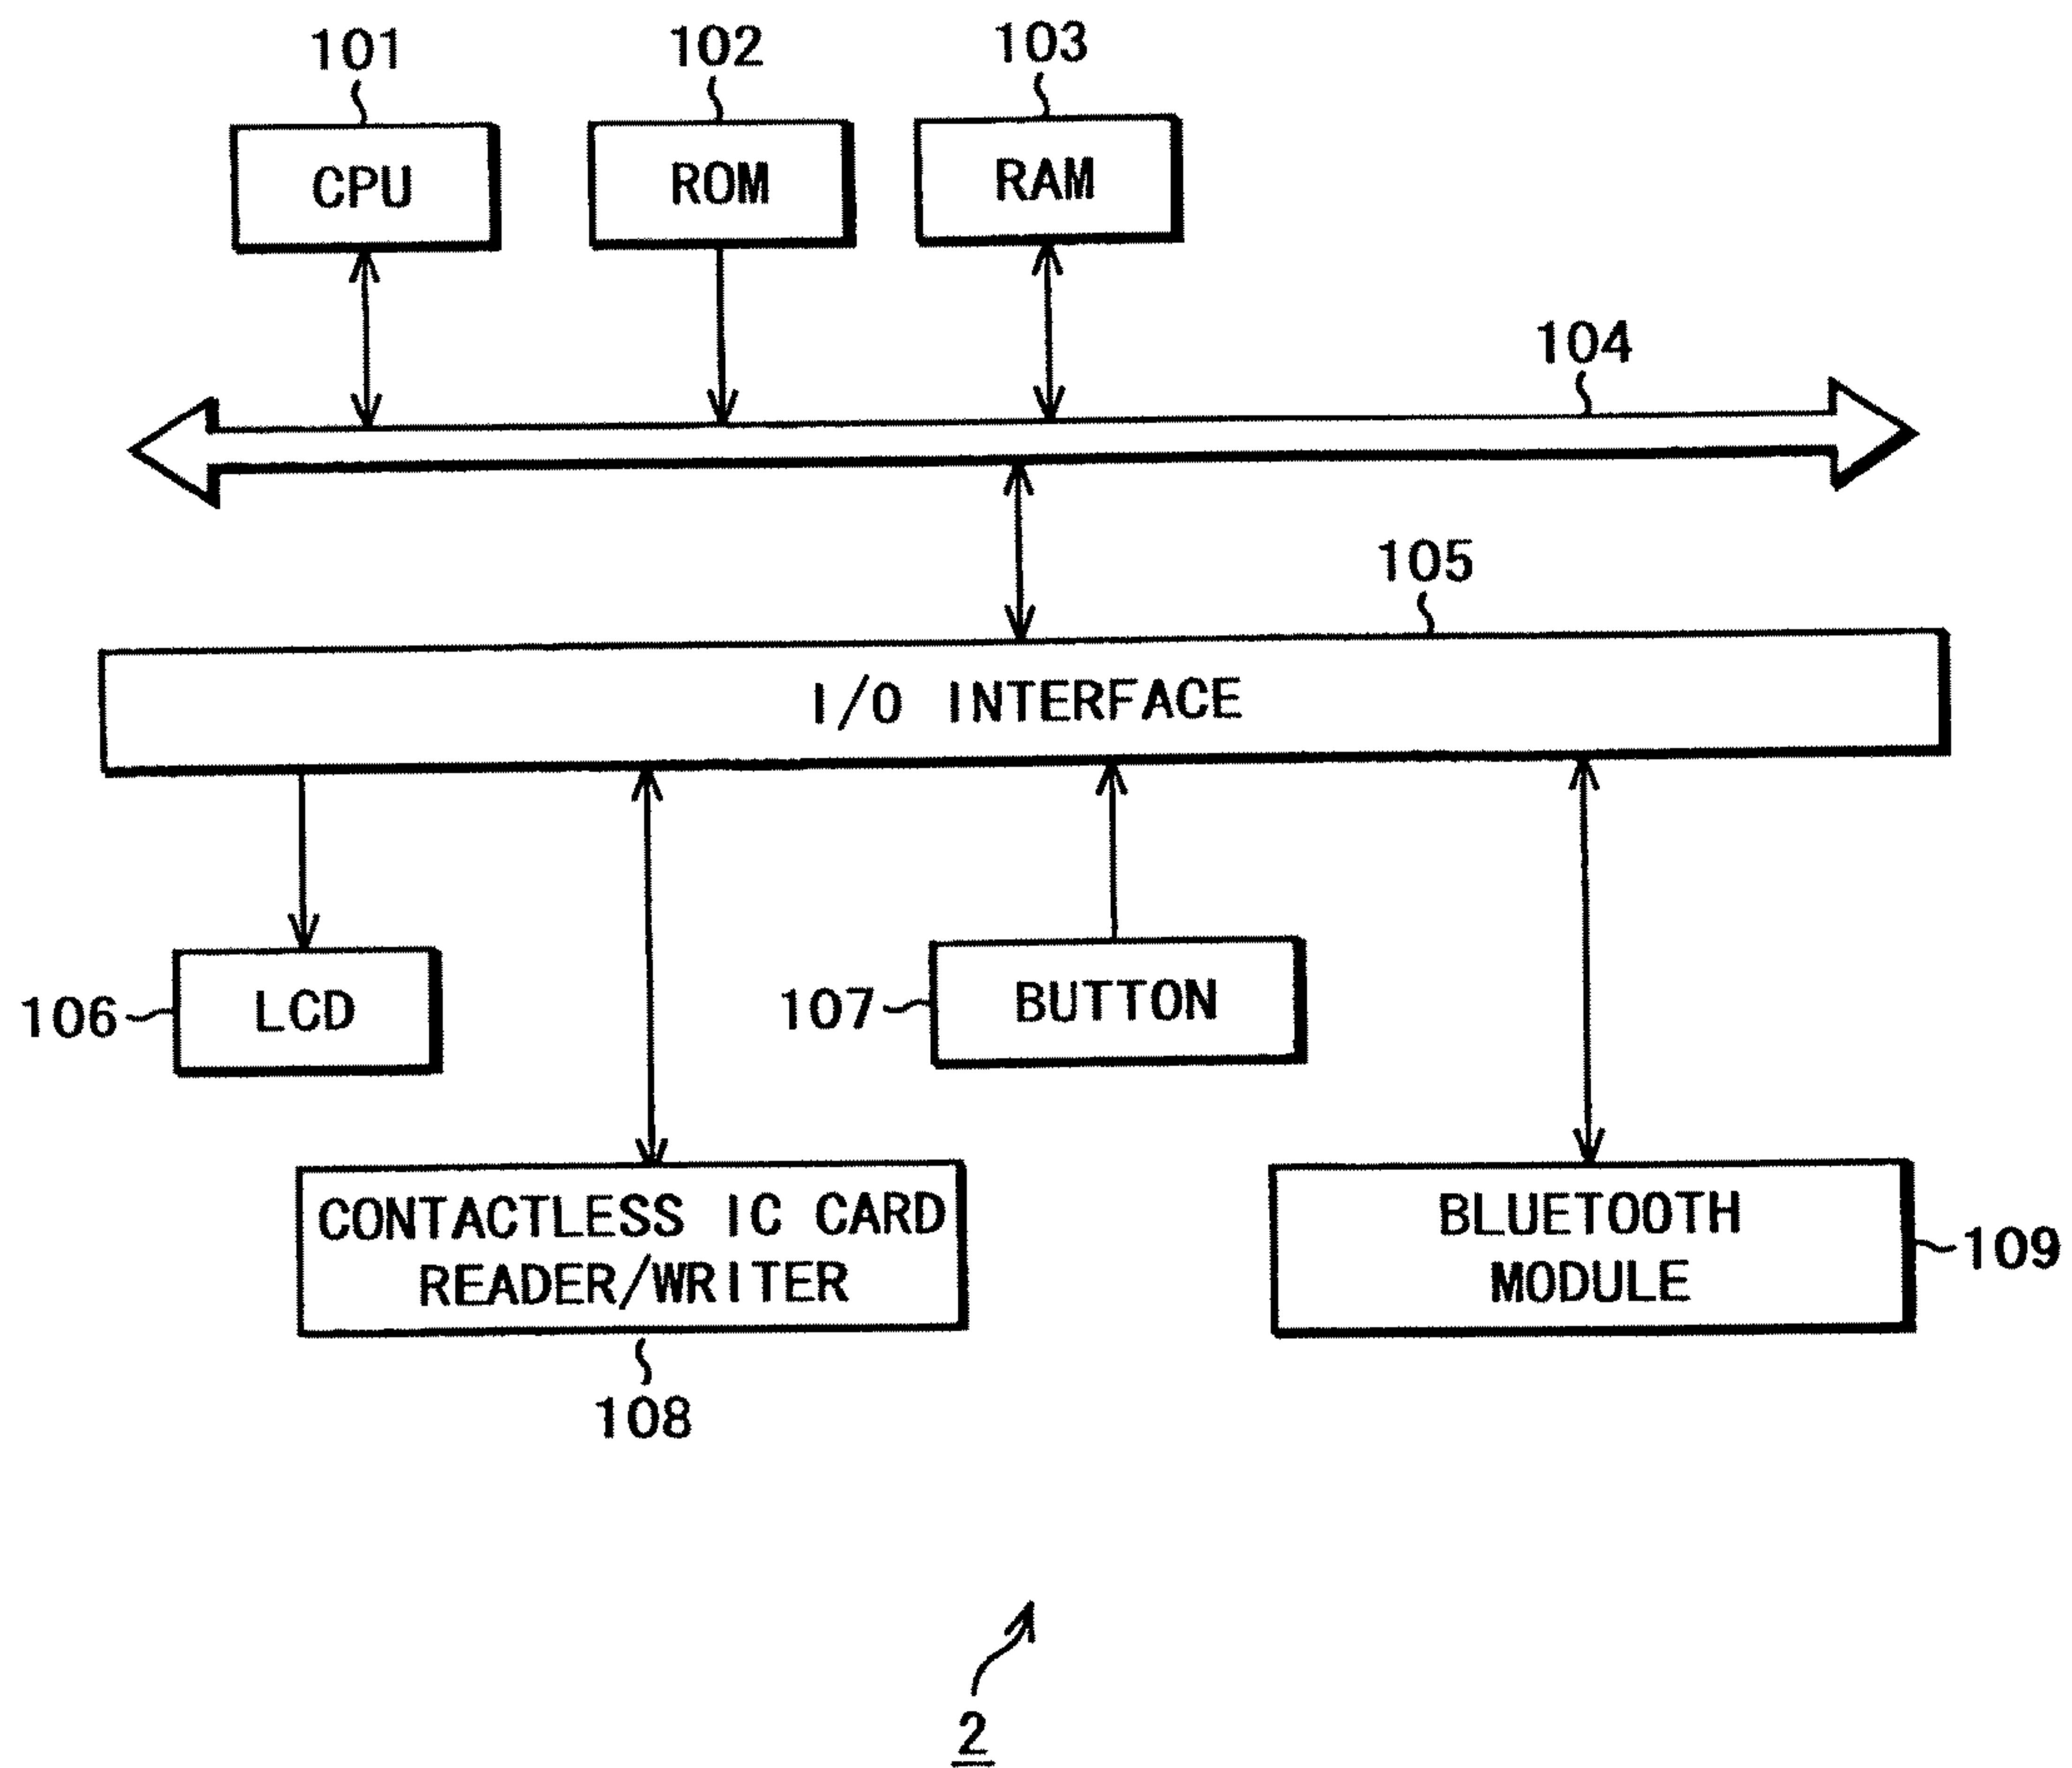 101
102
103
CPU
ROM
RAM
104
105
I/O INTERFACE
106
LCD
107
BUTTON
CONTACTLESS IC CARD
READER/WRITER
108
BLUETOOTH
MODULE
109
2